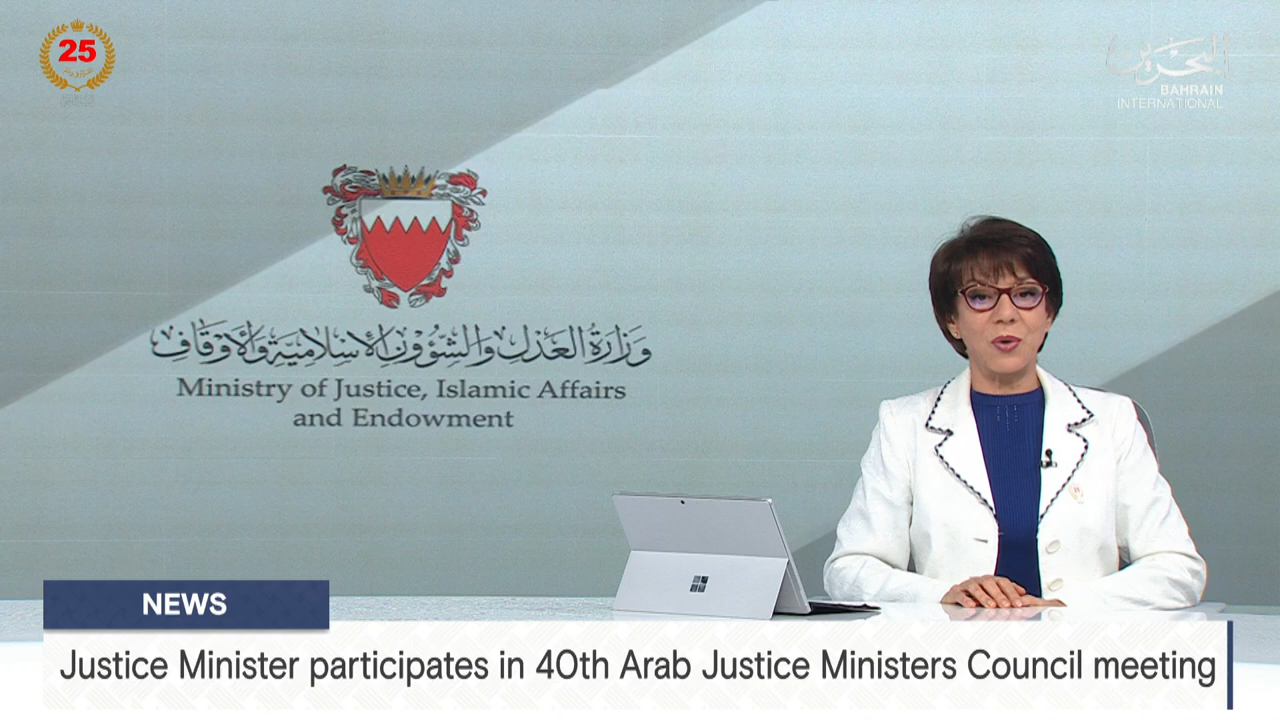 25
البحرين
BAHRAIN
INTERNATIONAL
وزارة العدل والشؤون الإسلامية والأوقاف
Ministry of Justice, Islamic Affairs
and Endowment
NEWS
Justice Minister participates in 40th Arab Justice Ministers Council meeting